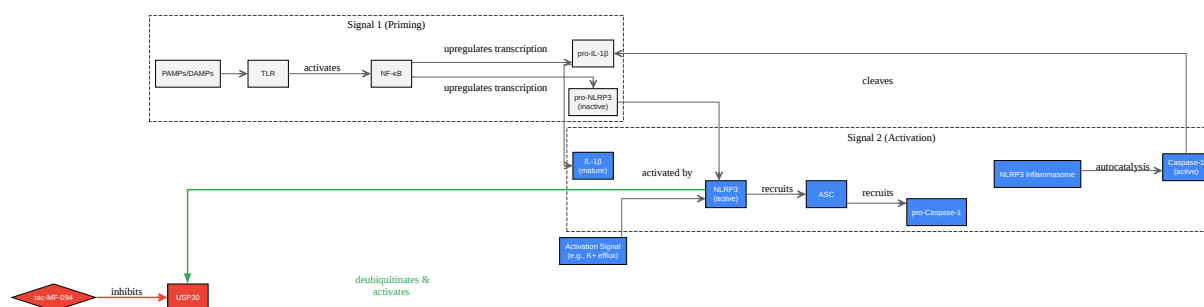 Signal 1 (Priming)
upregulates transcription
pro-IL-1β
PAMPs/DAMPs
TLR
activates
NF-κB
cleaves
upregulates transcription
pro-NLRP3
(inactive)
Signal 2 (Activation)
IL-1β
(mature)
activated by
NLRP3 Inflammasome
autocatalysis
Caspase-1
(active)
NLRP3
(active)
recruits
ASC
recruits
pro-Caspase-1
Activation Signal
(e.g., K+ efflux)
deubiquitinates &
activates
rac-MF-094
inhibits
USP30